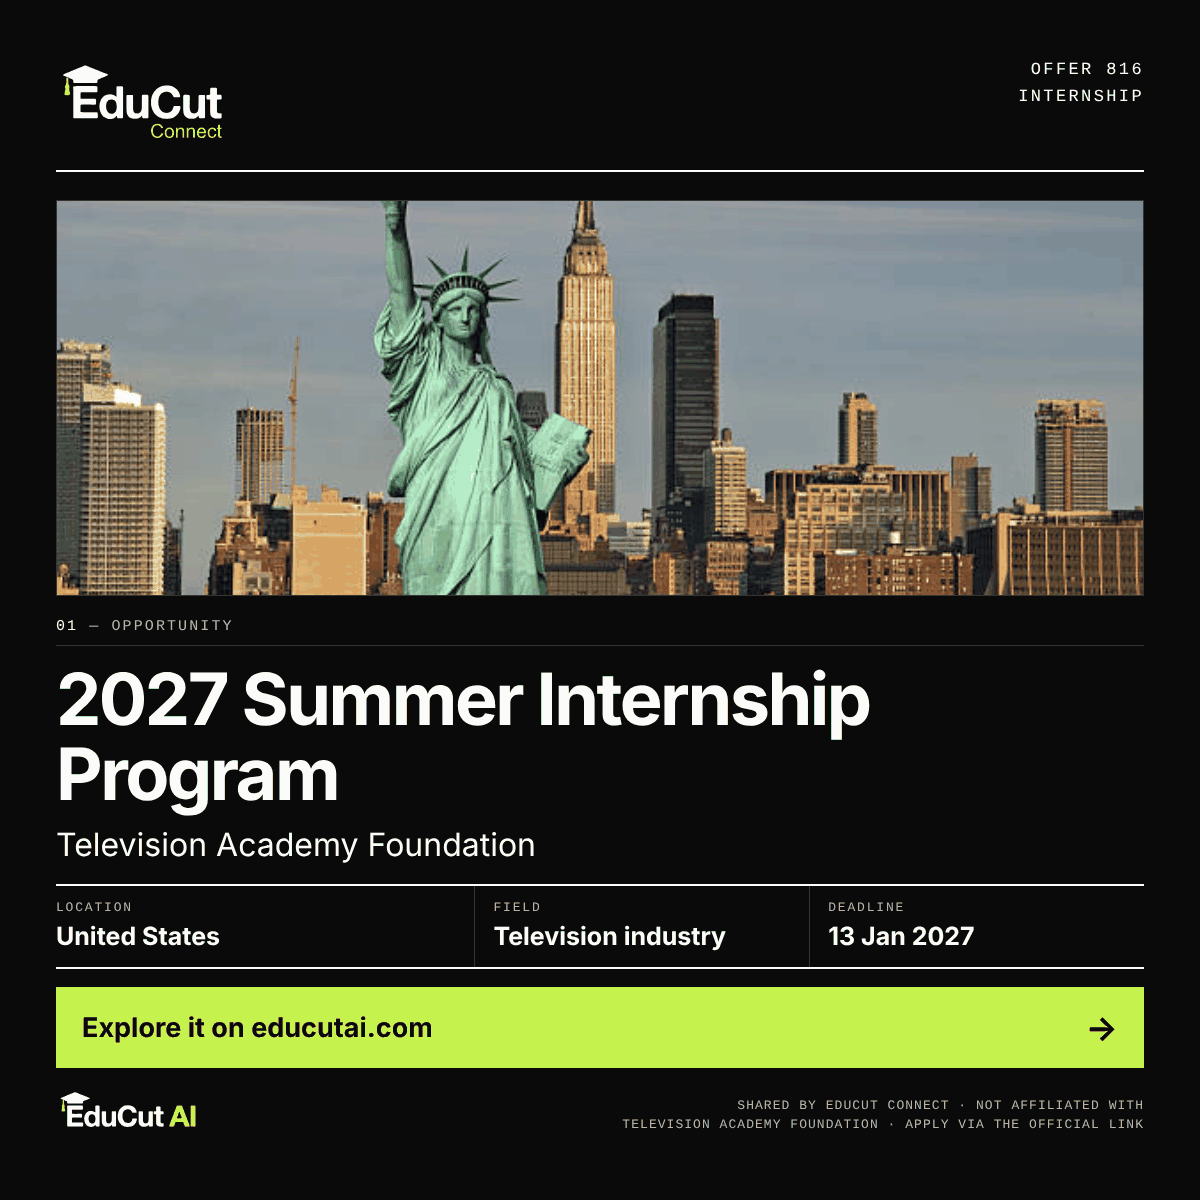 EduCut
Connect
OFFER 816
INTERNSHIP
01 — OPPORTUNITY
2027 Summer Internship
Program
Television Academy Foundation
LOCATION
United States
FIELD
Television industry
DEADLINE
13 Jan 2027
Explore it on educutai.com
EduCut AI
SHARED BY EDUCUT CONNECT · NOT AFFILIATED WITH
TELEVISION ACADEMY FOUNDATION · APPLY VIA THE OFFICIAL LINK